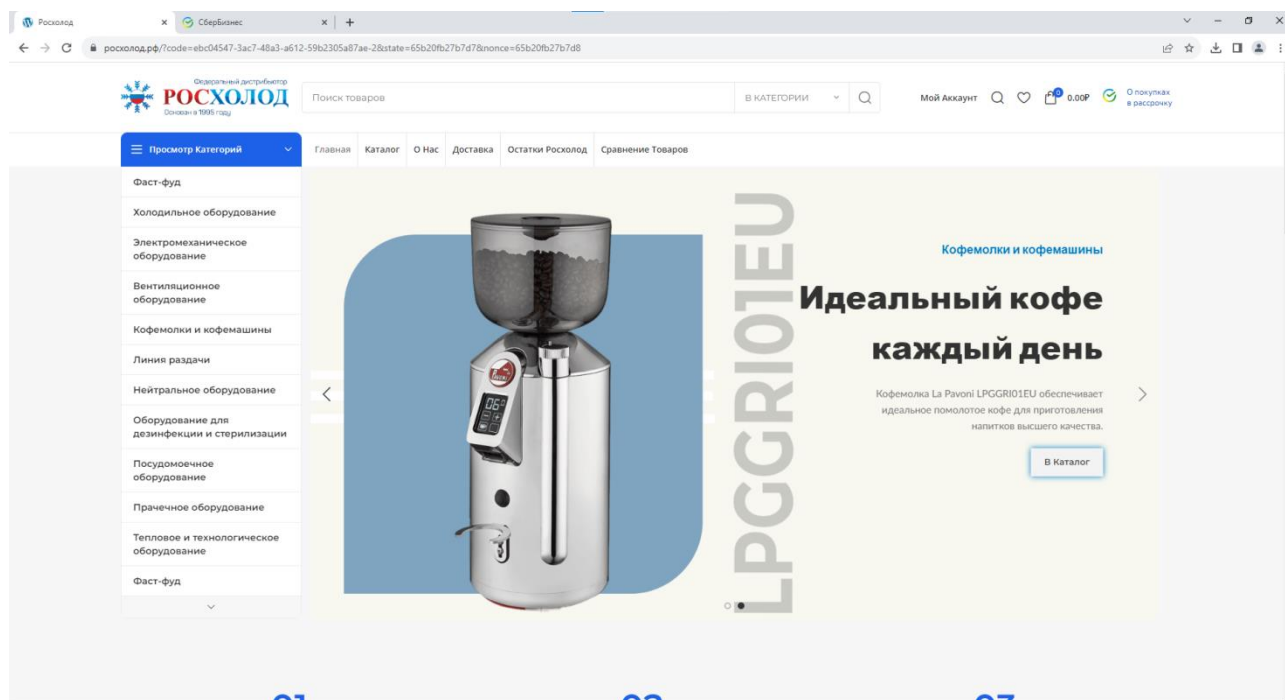 Росхолод
СберБизнес
росхолод.рф/?code=ebc04547-3ac7-48a3-a612-59b2305a87ae-2&state=65b20fb27b7d7&nonce=65b20fb27b7d8
Федеральный дистрибьютор
РОСХОЛОД
Основан в 1995 году
Поиск товаров
В КАТЕГОРИИ
Мой Аккаунт
0
0.00₽
О покупках
в рассрочку
Просмотр Категорий
Главная
Каталог
О Нас
Доставка
Остатки Росхолод
Сравнение Товаров
Фаст-фуд
Холодильное оборудование
Электромеханическое
оборудование
Вентиляционное
оборудование
Кофемолки и кофемашины
Линия раздачи
Нейтральное оборудование
Оборудование для
дезинфекции и стерилизации
Посудомоечное
оборудование
Прачечное оборудование
Тепловое и технологическое
оборудование
Фаст-фуд
LPGGRI01EU
Кофемолки и кофемашины
Идеальный кофе
каждый день
Кофемолка La Pavoni LPGGRI01EU обеспечивает
идеальное помолотое кофе для приготовления
напитков высшего качества.
В Каталог